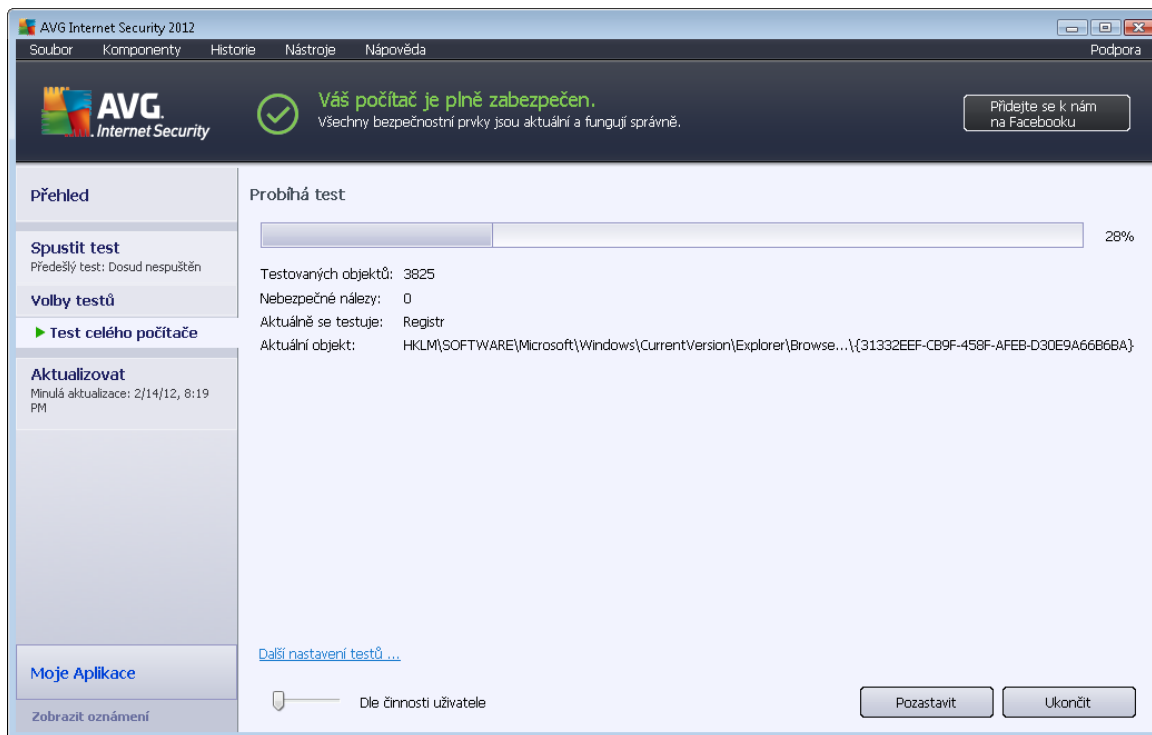 AVG Internet Security 2012
Soubor Komponenty Historie Nástroje Nápověda Podpora
AVG.
Internet Security
Váš počítač je plně zabezpečen.
Všechny bezpečnostní prvky jsou aktuální a fungují správně.
Přidejte se k nám
na Facebooku
Přehled
Spustit test
Předešlý test: Dosud nespuštěn
Volby testů
Test celého počítače
Aktualizovat
Minulá aktualizace: 2/14/12, 8:19
PM
Moje Aplikace
Zobrazit oznámení
Probíhá test
28%
Testovaných objektů: 3825
Nebezpečné nálezy: 0
Aktuálně se testuje: Registr
Aktuální objekt: HKLM\SOFTWARE\Microsoft\Windows\CurrentVersion\Explorer\Browse...\{31332EEF-CB9F-458F-AFEB-D30E9A66B6BA}
Další nastavení testů ...
Dle činnosti uživatele
Pozastavit Ukončit